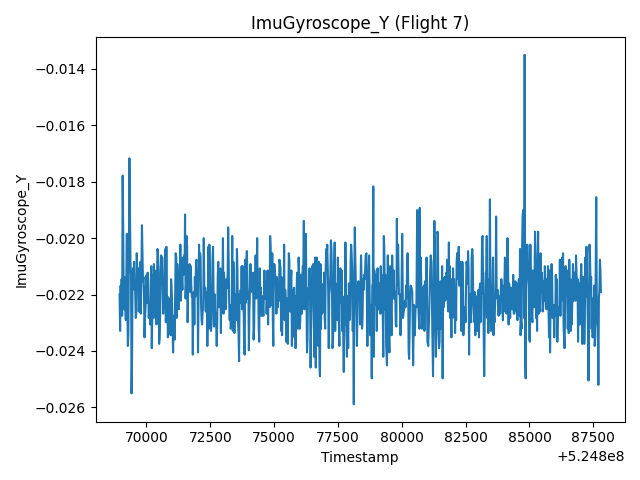 ImuGyroscope_Y (Flight 7)
−0.014
−0.016
−0.018
−0.020
−0.022
−0.024
−0.026
ImuGyroscope_Y
70000 72500 75000 77500 80000 82500 85000 87500
Timestamp
+5.248e8